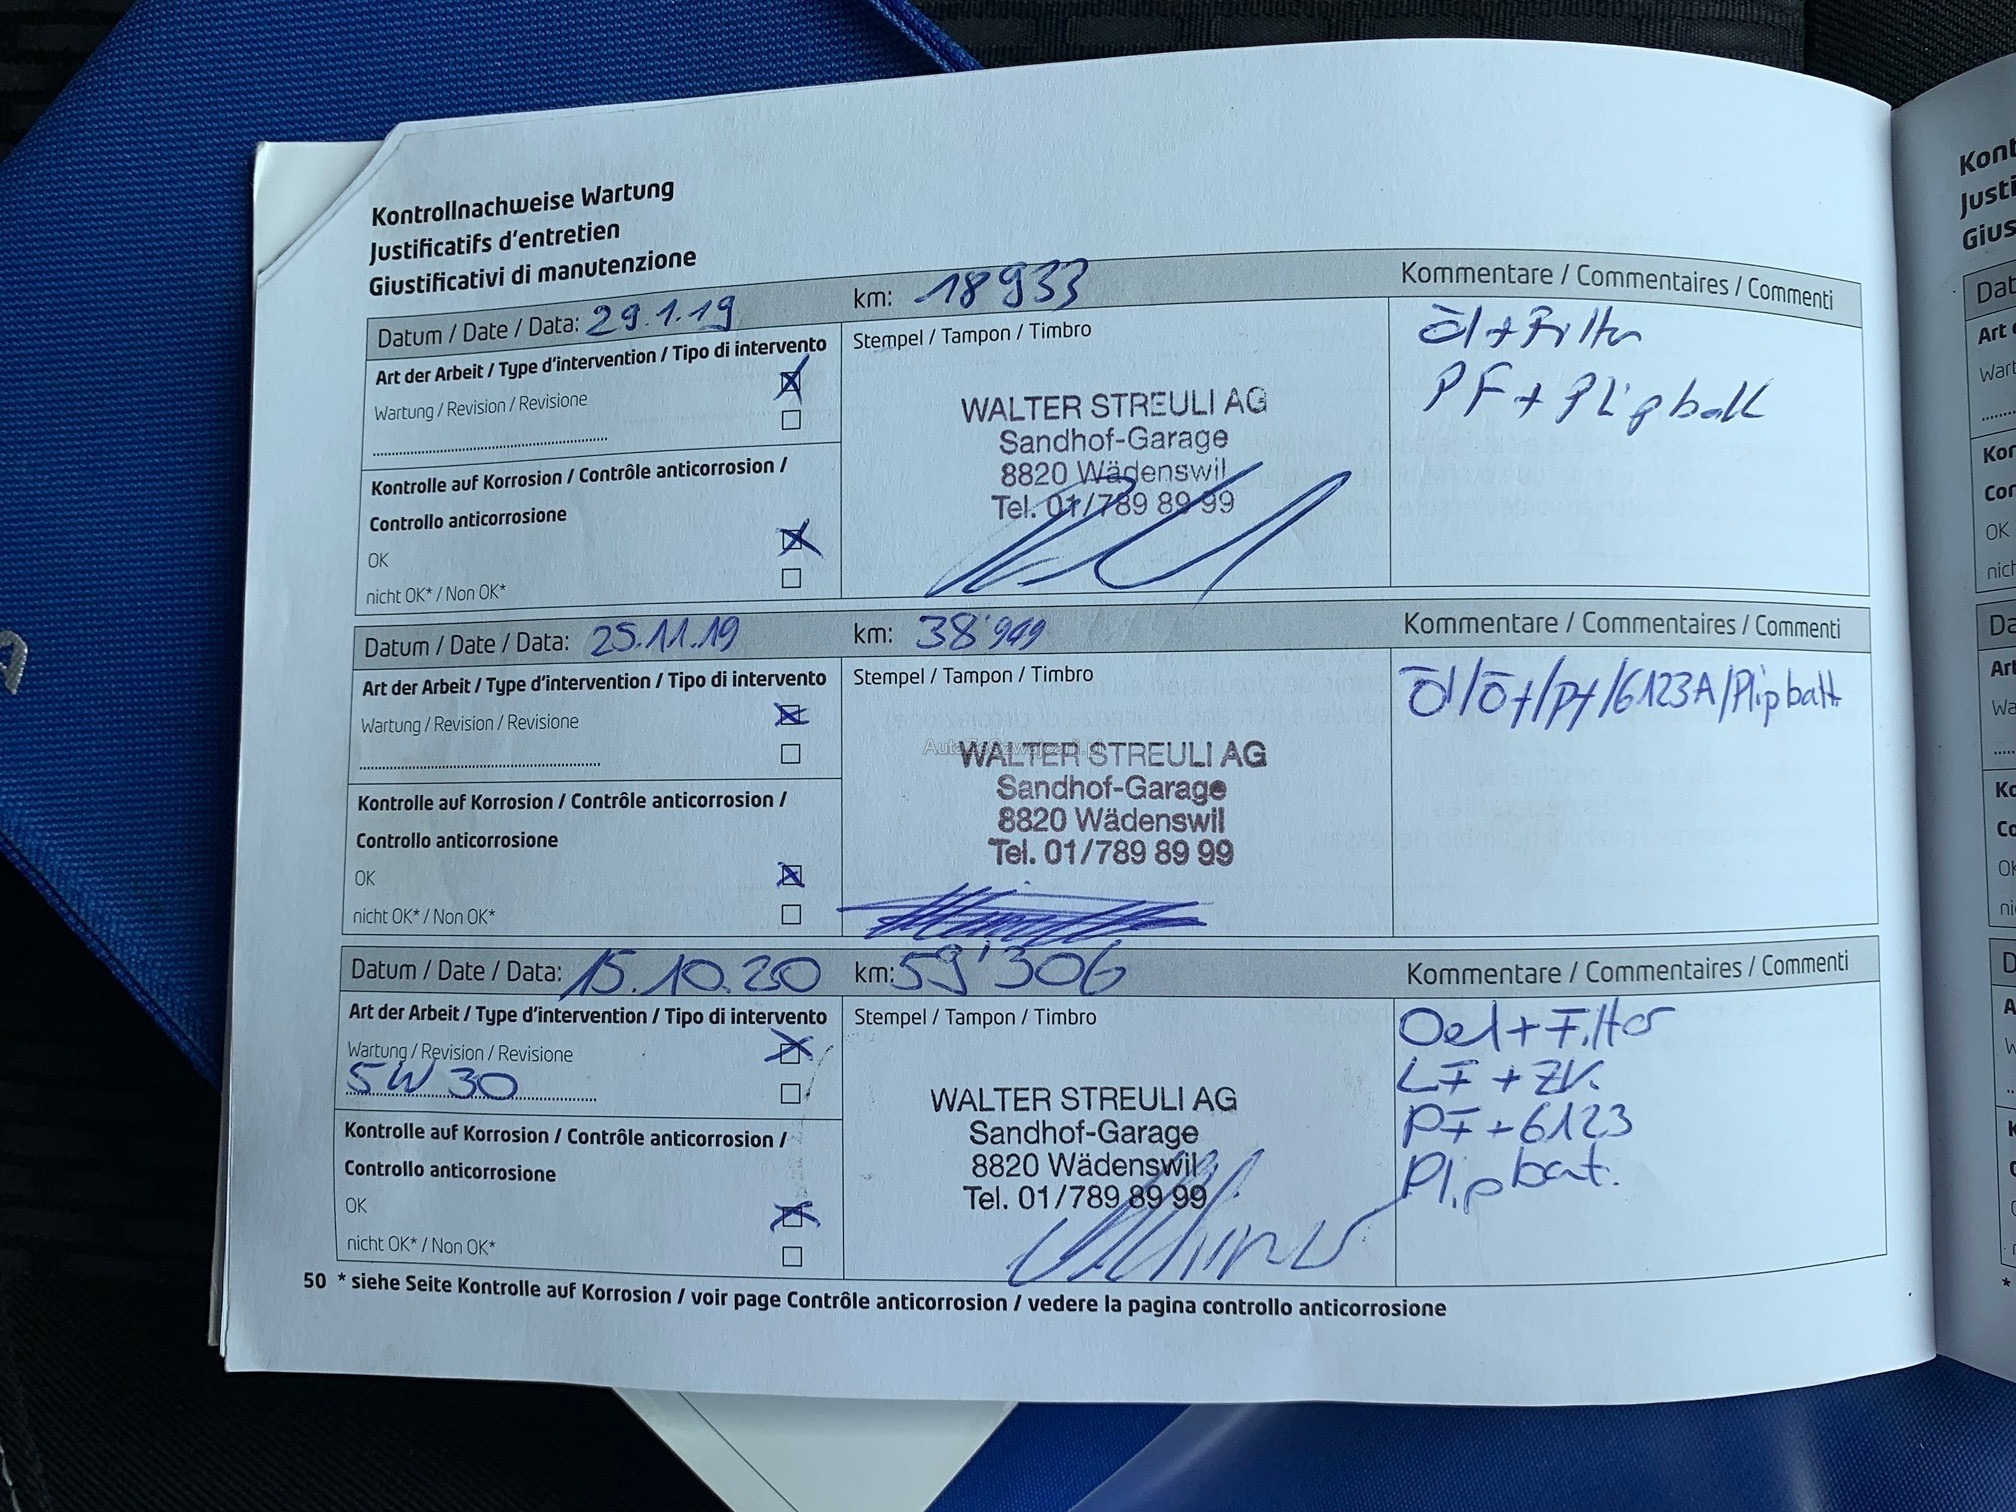 Kontrollnachweise Wartung
Justificatifs d'entretien
Giustificativi di manutenzione
Datum / Date / Data: 29.1.19 km: 18933 Kommentare / Commentaires / Commenti
Art der Arbeit / Type d'intervention / Tipo di intervento
Wartung / Revision / Revisione
Kontrolle auf Korrosion / Contrôle anticorrosion /
Controllo anticorrosione
OK
nicht OK* / Non OK*
Stempel / Tampon / Timbro
WALTER STREULI AG
Sandhof-Garage
8820 Wädenswil
Tel. 01/789 89 99
Öl + Filter
PF + Plipbatt
Datum / Date / Data: 25.11.19 km: 38'949 Kommentare / Commentaires / Commenti
Art der Arbeit / Type d'intervention / Tipo di intervento
Wartung / Revision / Revisione
Kontrolle auf Korrosion / Contrôle anticorrosion /
Controllo anticorrosione
OK
nicht OK* / Non OK*
Stempel / Tampon / Timbro
AutaZeSzwajcarii.pl
WALTER STREULI AG
Sandhof-Garage
8820 Wädenswil
Tel. 01/789 89 99
Öl/Öf/Pf/6123A/Plipbatt
Datum / Date / Data: 15.10.20 km: 59'306 Kommentare / Commentaires / Commenti
Art der Arbeit / Type d'intervention / Tipo di intervento
Wartung / Revision / Revisione
5W30
Kontrolle auf Korrosion / Contrôle anticorrosion /
Controllo anticorrosione
OK
nicht OK* / Non OK*
Stempel / Tampon / Timbro
WALTER STREULI AG
Sandhof-Garage
8820 Wädenswil
Tel. 01/789 89 99
Oel + Filter
LF + ZK
PF + 6123
Plipbat.
50 * siehe Seite Kontrolle auf Korrosion / voir page Contrôle anticorrosion / vedere la pagina controllo anticorrosione